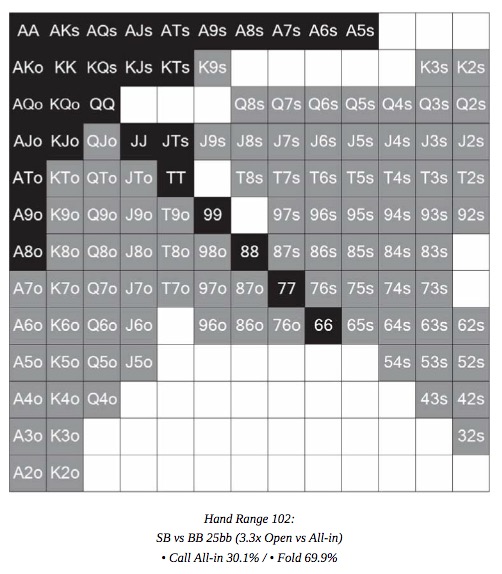 AA AKs AQs AJs ATs A9s A8s A7s A6s A5s
AKo KK KQs KJs KTs K9s K3s K2s
AQo KQo QQ Q8s Q7s Q6s Q5s Q4s Q3s Q2s
AJo KJo QJo JJ JTs J9s J8s J7s J6s J5s J4s J3s J2s
ATo KTo QTo JTo TT T8s T7s T6s T5s T4s T3s T2s
A9o K9o Q9o J9o T9o 99 97s 96s 95s 94s 93s 92s
A8o K8o Q8o J8o T8o 98o 88 87s 86s 85s 84s 83s
A7o K7o Q7o J7o T7o 97o 87o 77 76s 75s 74s 73s
A6o K6o Q6o J6o 96o 86o 76o 66 65s 64s 63s 62s
A5o K5o Q5o J5o 54s 53s 52s
A4o K4o Q4o 43s 42s
A3o K3o 32s
A2o K2o
Hand Range 102:
SB vs BB 25bb (3.3x Open vs All-in)
• Call All-in 30.1% / • Fold 69.9%